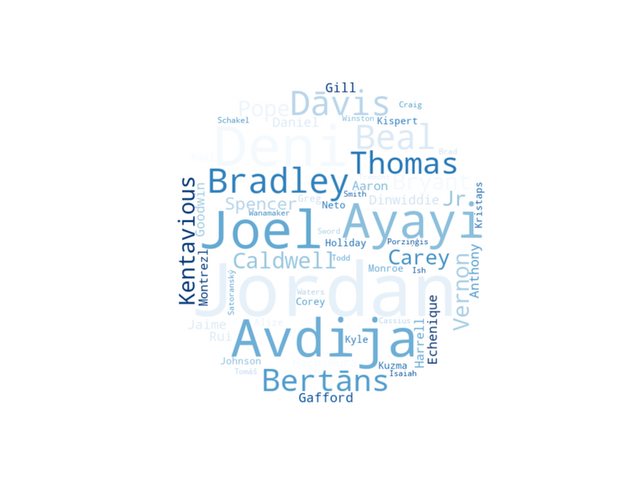 Gill
Dāvis
Craig
Pope
Schakel
Daniel
Winston
Kispert
Deni
Beal
Brad
Thomas
Bradley
Aaron
Bryant
Kentavious
Goodwin
Spencer
Greg
Smith
Dinwiddie
Jr
Kristaps
Neto
Wanamaker
Joel
Ayayi
Sword
Holiday
Porziņģis
Montrezl
Caldwell
Todd
Carey
Anthony
Monroe
Ish
Vernon
Satoranský
Jordan
Waters
Corey
Echenique
Jaime
Alize
Cassius
Rui
Avdija
Kyle
Harrell
Johnson
Kuzma
Tomáš
Isaiah
Bertāns
Gafford